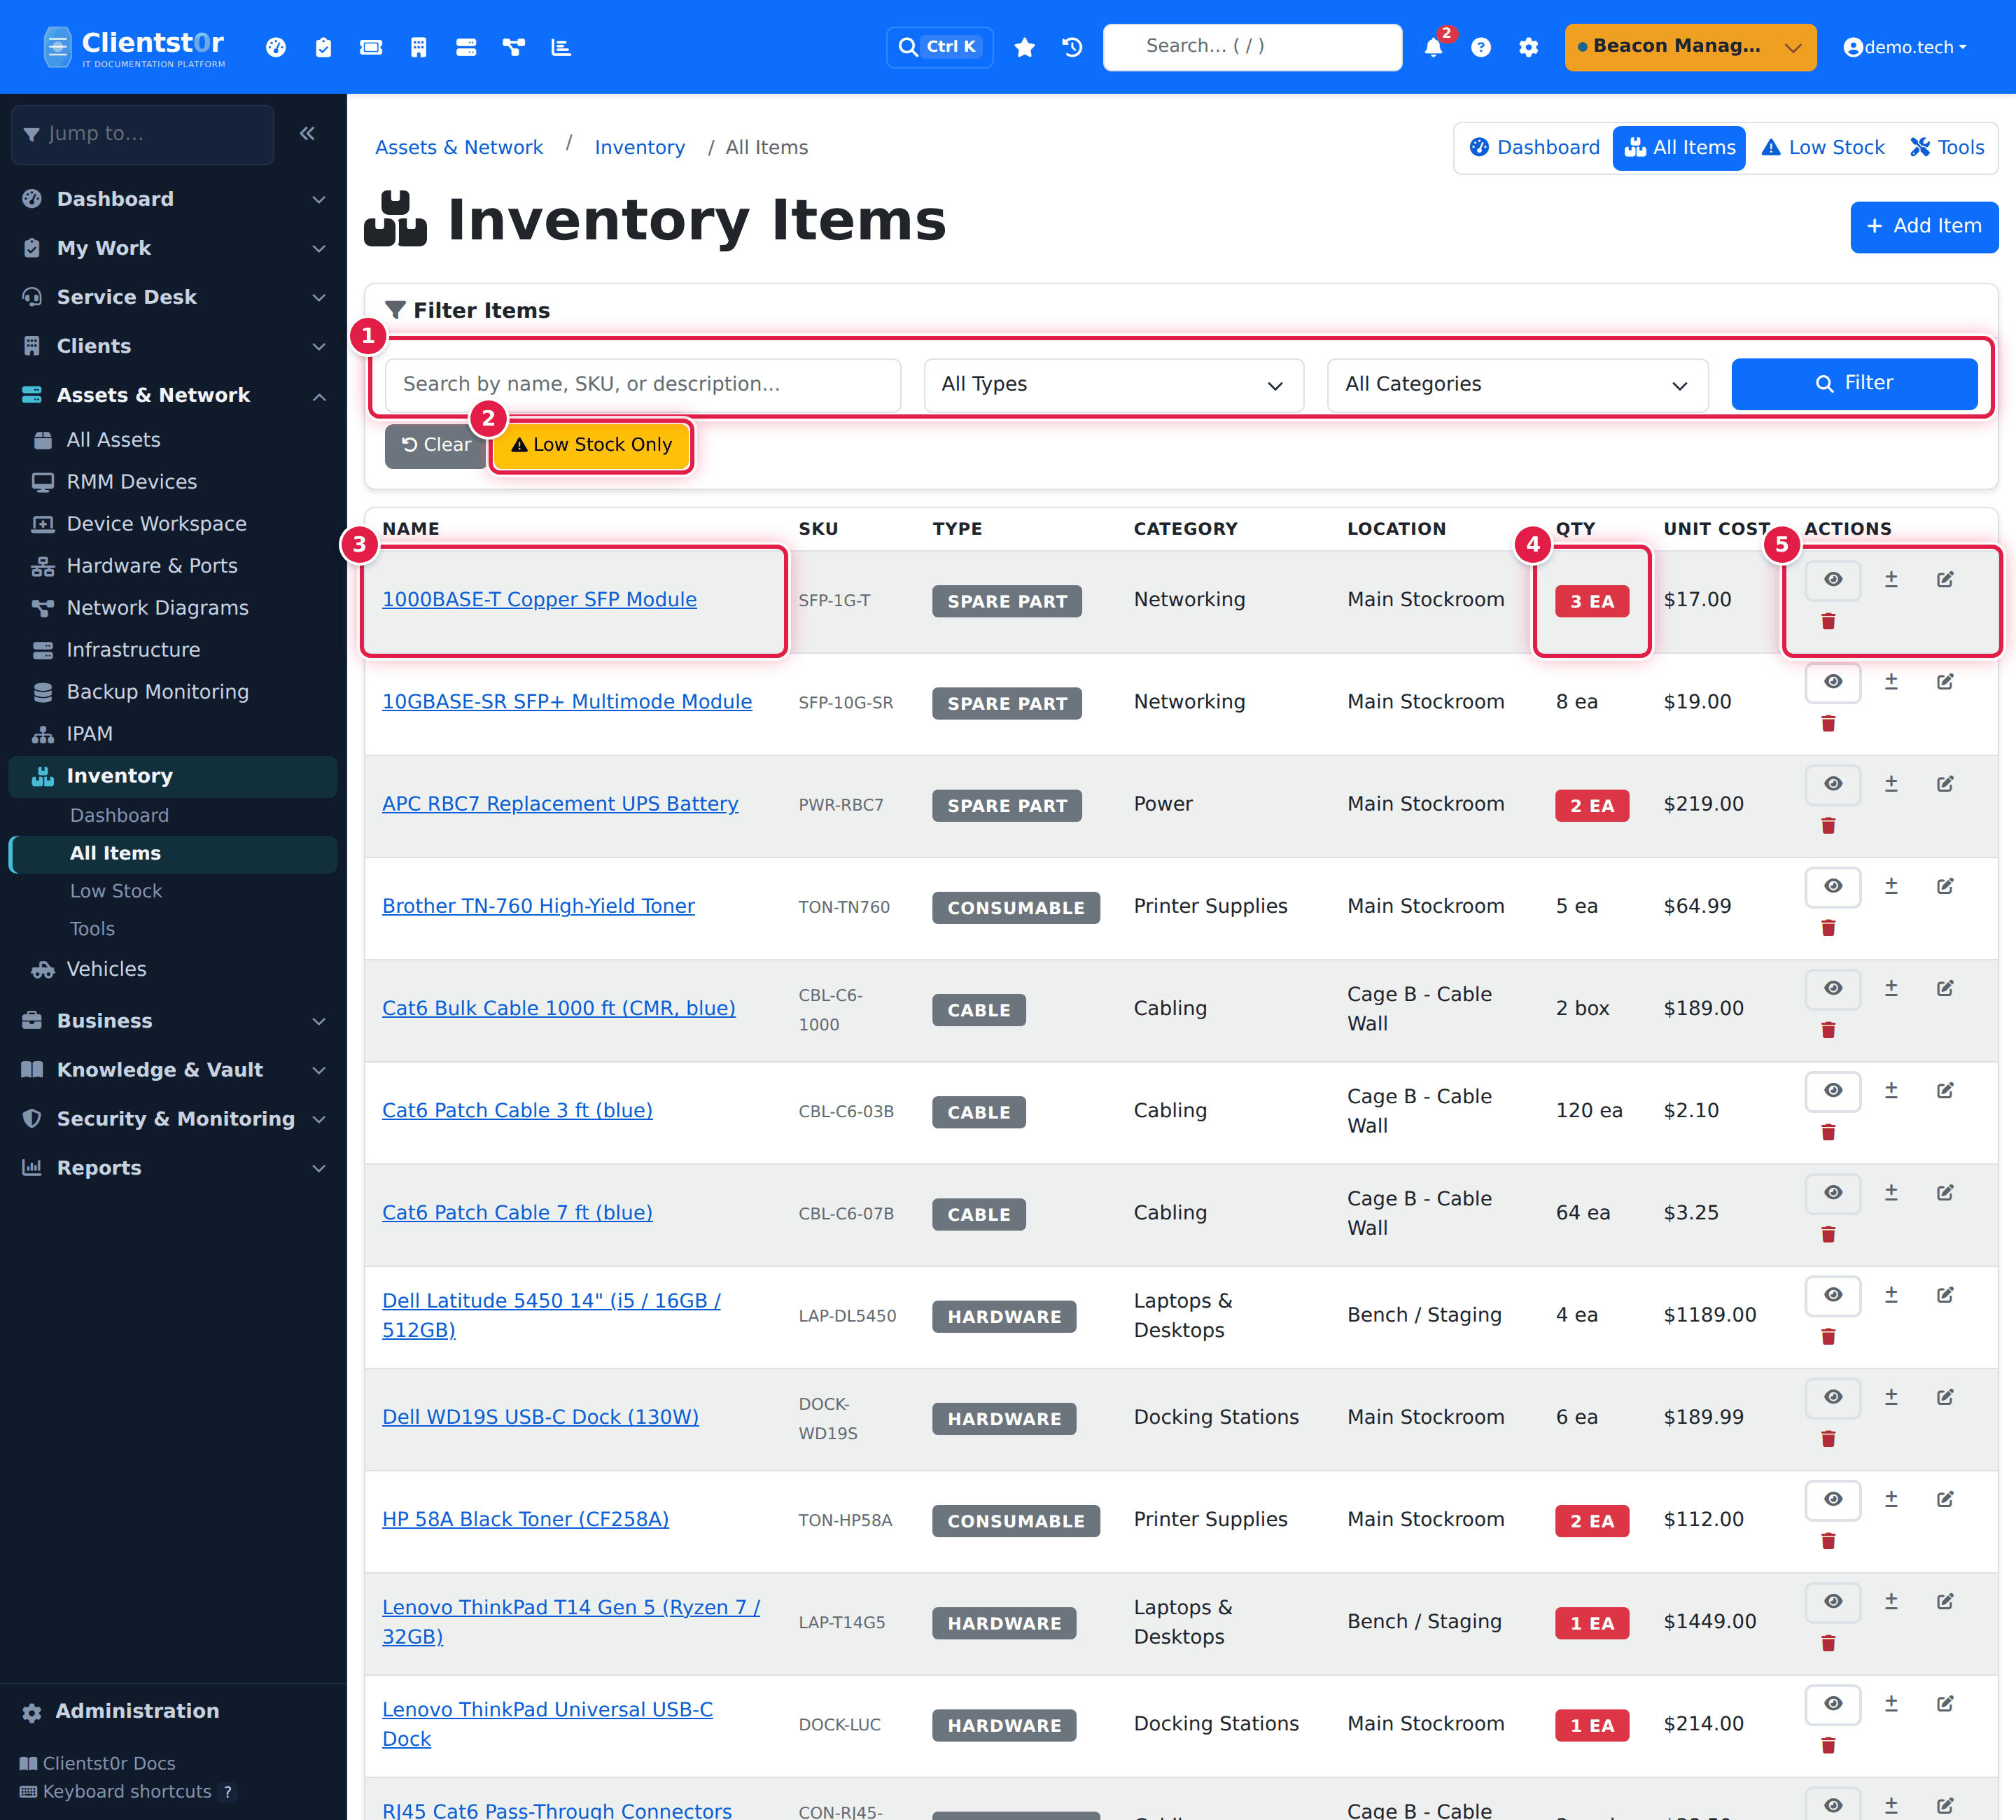 Clientst0r
IT DOCUMENTATION PLATFORM
Ctrl K
Search... ( / )
2
Beacon Manag...
demo.tech
Jump to...
Dashboard
My Work
Service Desk
Clients
Assets & Network
All Assets
RMM Devices
Device Workspace
Hardware & Ports
Network Diagrams
Infrastructure
Backup Monitoring
IPAM
Inventory
Dashboard
All Items
Low Stock
Tools
Vehicles
Business
Knowledge & Vault
Security & Monitoring
Reports
Administration
Clientst0r Docs
Keyboard shortcuts ?
Assets & Network / Inventory / All Items
Dashboard All Items Low Stock Tools
Inventory Items
+ Add Item
Filter Items
1
Search by name, SKU, or description... All Types All Categories Filter
2
Clear Low Stock Only
NAME SKU TYPE CATEGORY LOCATION QTY UNIT COST ACTIONS
3 4 5
1000BASE-T Copper SFP Module SFP-1G-T SPARE PART Networking Main Stockroom 3 EA $17.00 ±
10GBASE-SR SFP+ Multimode Module SFP-10G-SR SPARE PART Networking Main Stockroom 8 ea $19.00 ±
APC RBC7 Replacement UPS Battery PWR-RBC7 SPARE PART Power Main Stockroom 2 EA $219.00 ±
Brother TN-760 High-Yield Toner TON-TN760 CONSUMABLE Printer Supplies Main Stockroom 5 ea $64.99 ±
Cat6 Bulk Cable 1000 ft (CMR, blue) CBL-C6-1000 CABLE Cabling Cage B - Cable Wall 2 box $189.00 ±
Cat6 Patch Cable 3 ft (blue) CBL-C6-03B CABLE Cabling Cage B - Cable Wall 120 ea $2.10 ±
Cat6 Patch Cable 7 ft (blue) CBL-C6-07B CABLE Cabling Cage B - Cable Wall 64 ea $3.25 ±
Dell Latitude 5450 14" (i5 / 16GB / 512GB) LAP-DL5450 HARDWARE Laptops & Desktops Bench / Staging 4 ea $1189.00 ±
Dell WD19S USB-C Dock (130W) DOCK-WD19S HARDWARE Docking Stations Main Stockroom 6 ea $189.99 ±
HP 58A Black Toner (CF258A) TON-HP58A CONSUMABLE Printer Supplies Main Stockroom 2 EA $112.00 ±
Lenovo ThinkPad T14 Gen 5 (Ryzen 7 / 32GB) LAP-T14G5 HARDWARE Laptops & Desktops Bench / Staging 1 EA $1449.00 ±
Lenovo ThinkPad Universal USB-C Dock DOCK-LUC HARDWARE Docking Stations Main Stockroom 1 EA $214.00 ±
RJ45 Cat6 Pass-Through Connectors CON-RJ45- Cage B - Cable ±